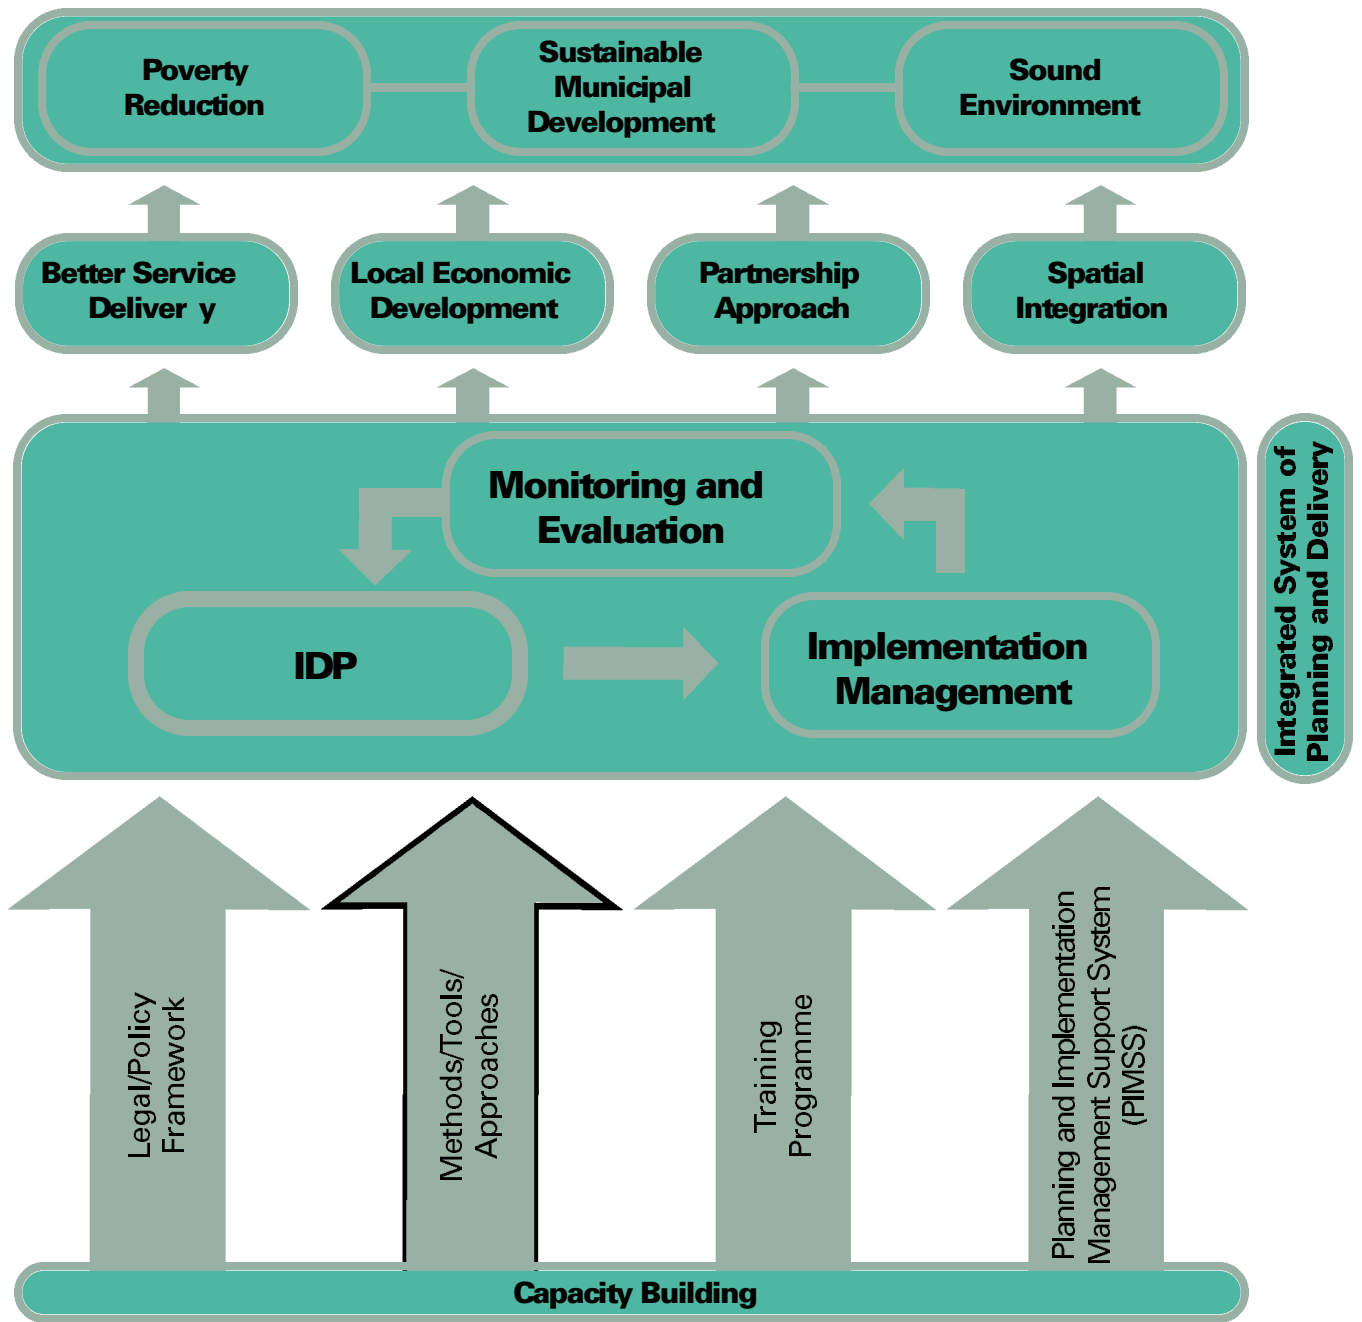 Poverty
Reduction
Sustainable
Municipal
Development
Sound
Environment
Better Service
Deliver y
Local Economic
Development
Partnership
Approach
Spatial
Integration
Monitoring and
Evaluation
IDP
Implementation
Management
Integrated System of
Planning and Delivery
Legal/Policy
Framework
Methods/Tools/
Approaches
Training
Programme
Planning and Implementation
Management Support System
(PIMSS)
Capacity Building